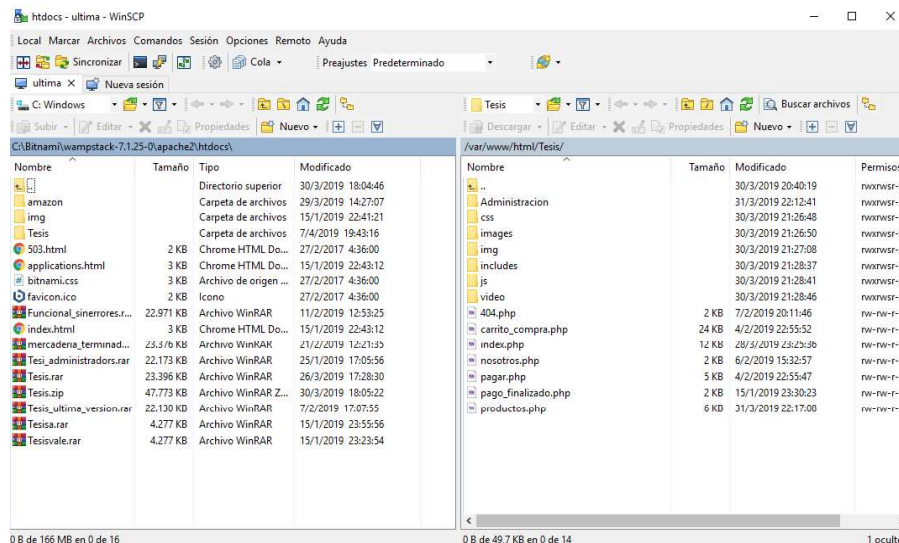 htdocs - ultima - WinSCP
Local Marcar Archivos Comandos Sesión Opciones Remoto Ayuda
Sincronizar Cola Preajustes Predeterminado
ultima X Nueva sesión
C: Windows
Subir Editar Propiedades Nuevo
C:\Bitnami\wampstack-7.1.25-0\apache2\htdocs\
Nombre Tamaño Tipo Modificado
.. Directorio superior 30/3/2019 18:04:46
amazon Carpeta de archivos 29/3/2019 14:27:07
img Carpeta de archivos 15/1/2019 22:41:21
Tesis Carpeta de archivos 7/4/2019 19:43:16
503.html 2 KB Chrome HTML Do... 27/2/2017 4:36:00
applications.html 3 KB Chrome HTML Do... 15/1/2019 22:43:12
bitnami.css 3 KB Archivo de origen ... 27/2/2017 4:36:00
favicon.ico 2 KB Icono 27/2/2017 4:36:00
Funcional_sinerrores.r... 22.971 KB Archivo WinRAR 11/2/2019 12:53:25
index.html 3 KB Chrome HTML Do... 15/1/2019 22:43:12
mercaderia_terminad... 23.376 KB Archivo WinRAR 21/2/2019 12:21:35
Tesi_administradors.rar 22.173 KB Archivo WinRAR 25/1/2019 17:05:56
Tesis.rar 23.396 KB Archivo WinRAR 26/3/2019 17:28:30
Tesis.zip 47.773 KB Archivo WinRAR Z... 30/3/2019 18:05:22
Tesis_ultima_version.rar 22.130 KB Archivo WinRAR 7/2/2019 17:07:55
Tesisa.rar 4.277 KB Archivo WinRAR 15/1/2019 23:55:56
Tesisvale.rar 4.277 KB Archivo WinRAR 15/1/2019 23:23:54
0 B de 166 MB en 0 de 16
Tesis Buscar archivos
Descargar Editar Propiedades Nuevo
/var/www/html/Tesis/
Nombre Tamaño Modificado Permisos
.. 30/3/2019 20:40:19 rwxrwsr-
Administracion 31/3/2019 22:12:41 rwxrwsr-
css 30/3/2019 21:26:48 rwxrwsr-
images 30/3/2019 21:26:50 rwxrwsr-
img 30/3/2019 21:27:08 rwxrwsr-
includes 30/3/2019 21:28:37 rwxrwsr-
js 30/3/2019 21:28:41 rwxrwsr-
video 30/3/2019 21:28:46 rwxrwsr-
404.php 2 KB 7/2/2019 20:11:46 rw-rw-r-
carrito_compra.php 24 KB 4/2/2019 22:55:52 rw-rw-r-
index.php 12 KB 28/3/2019 23:25:36 rw-rw-r-
nosotros.php 2 KB 6/2/2019 15:32:57 rw-rw-r-
pagar.php 5 KB 4/2/2019 22:55:47 rw-rw-r-
pago_finalizado.php 2 KB 15/1/2019 23:30:23 rw-rw-r-
productos.php 6 KB 31/3/2019 22:17:00 rw-rw-r-
0 B de 49,7 KB en 0 de 14 1 oculto